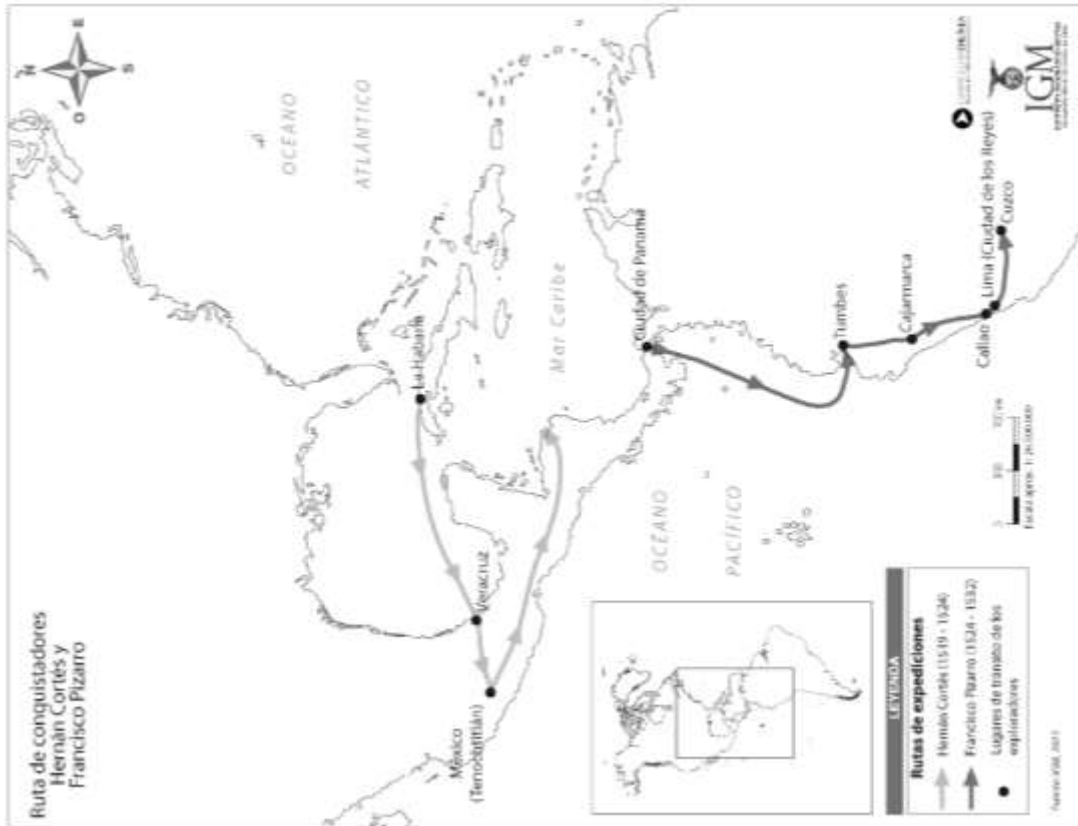 Ruta de conquistadores
Hernán Cortés y
Francisco Pizarro
N
E
S
O
OCÉANO
ATLÁNTICO
La Habana
Veracruz
México
(Tenochtitlán)
Mar Caribe
Ciudad de Panamá
OCÉANO
PACÍFICO
Tumbes
Cajamarca
Callao
Lima (Ciudad de los Reyes)
Cuzco
IGM
LEYENDA
Rutas de expediciones
Hernán Cortés (1519 - 1524)
Francisco Pizarro (1524 - 1532)
Lugares de tránsito de los
exploradores